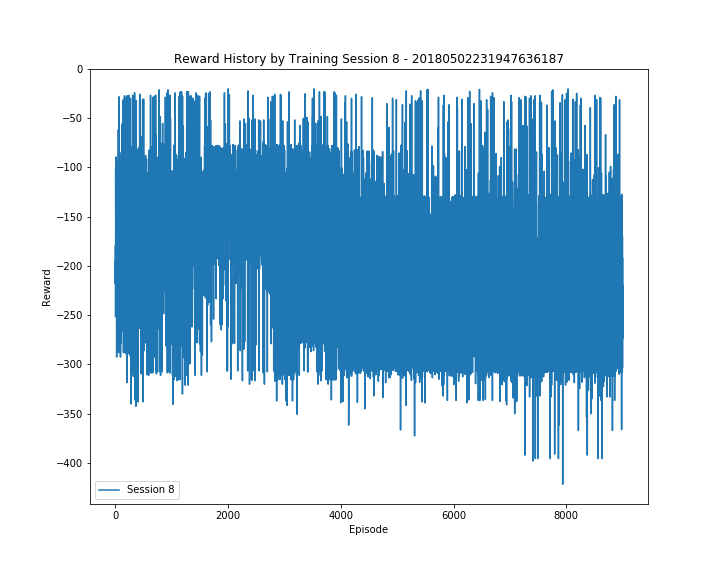 Reward History by Training Session 8 - 20180502231947636187
0
−50
−100
−150
−200
−250
−300
−350
−400
Reward
Session 8
0 2000 4000 6000 8000
Episode